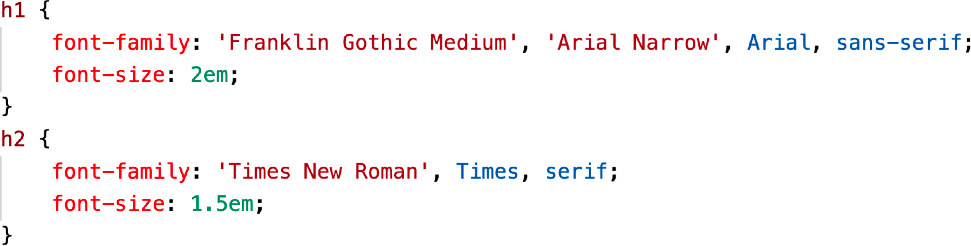 h1 {
    font-family: 'Franklin Gothic Medium', 'Arial Narrow', Arial, sans-serif;
    font-size: 2em;
}
h2 {
    font-family: 'Times New Roman', Times, serif;
    font-size: 1.5em;
}